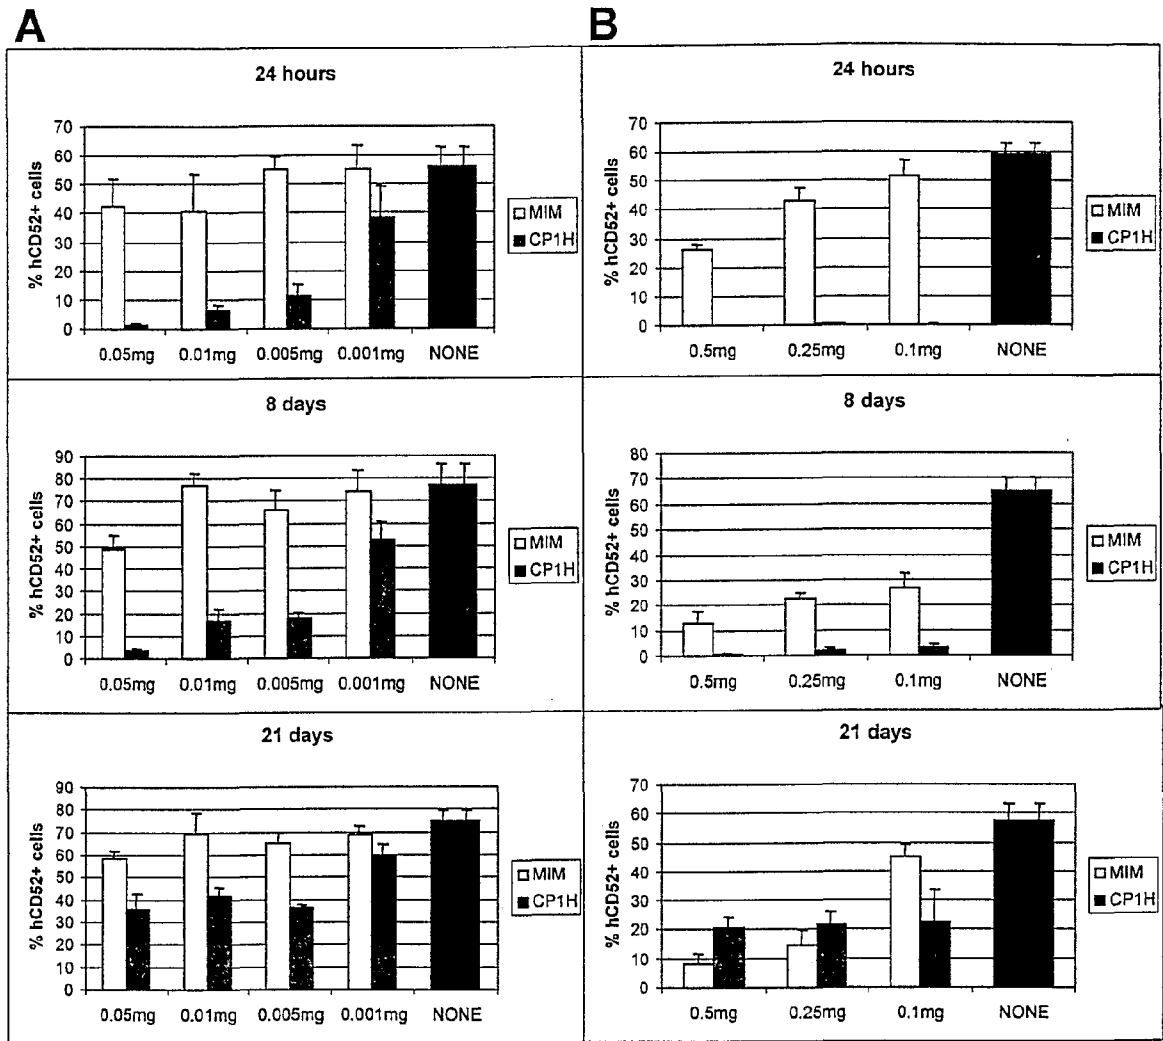 A
24 hours
% hCD52+ cells
70
60
50
40
30
20
10
0
0.05mg 0.01mg 0.005mg 0.001mg NONE
MIM
CP1H
8 days
% hCD52+ cells
90
80
70
60
50
40
30
20
10
0
0.05mg 0.01mg 0.005mg 0.001mg NONE
MIM
CP1H
21 days
% hCD52+ cells
90
80
70
60
50
40
30
20
10
0
0.05mg 0.01mg 0.005mg 0.001mg NONE
MIM
CP1H
B
24 hours
% hCD52+ cells
70
60
50
40
30
20
10
0
0.5mg 0.25mg 0.1mg NONE
MIM
CP1H
8 days
% hCD52+ cells
80
70
60
50
40
30
20
10
0
0.5mg 0.25mg 0.1mg NONE
MIM
CP1H
21 days
% hCD52+ cells
70
60
50
40
30
20
10
0
0.5mg 0.25mg 0.1mg NONE
MIM
CP1H